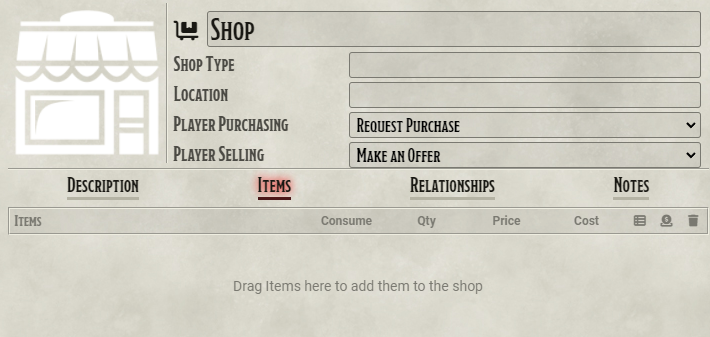 Shop
Shop Type
Location
Player Purchasing Request Purchase
Player Selling Make an Offer
Description Items Relationships Notes
Items Consume Qty Price Cost
Drag Items here to add them to the shop